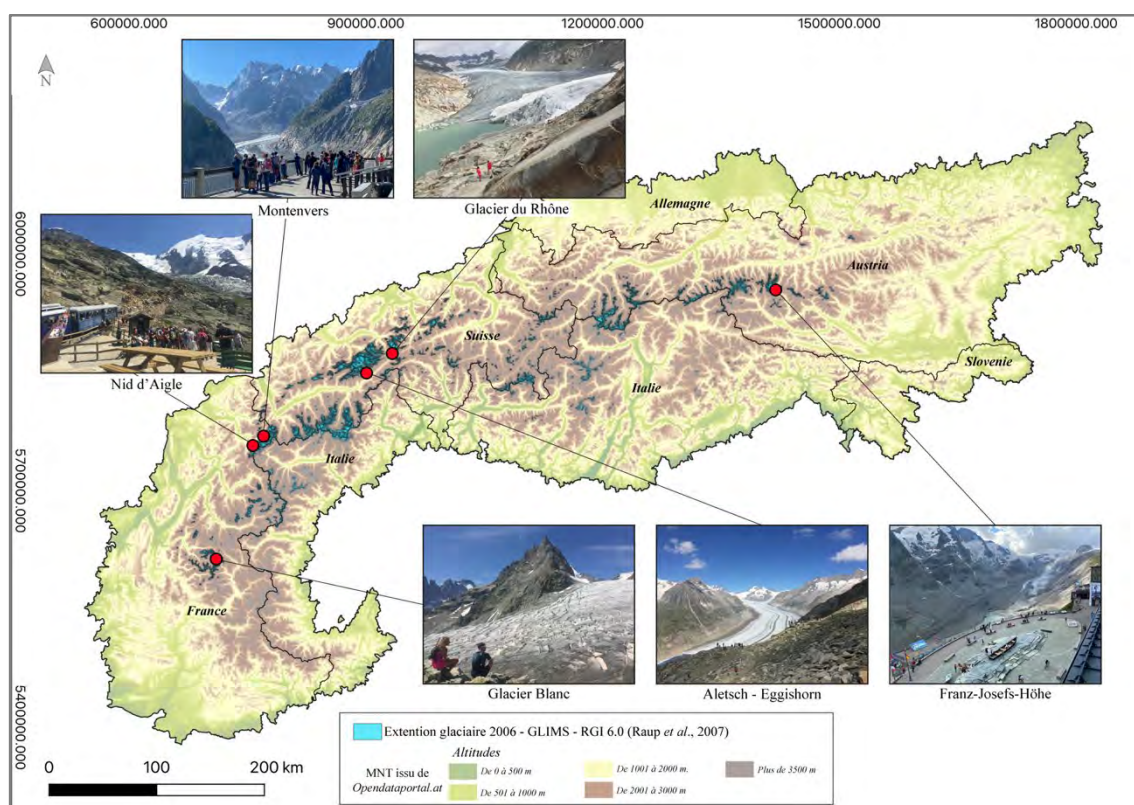 600000.000
900000.000
1200000.000
1500000.000
1800000.000
N
Montenvers
Glacier du Rhône
Nid d'Aigle
6000000.000
5700000.000
5400000.000
Allemagne
Austria
Suisse
Slovenie
Italie
Italie
France
Glacier Blanc
Aletsch - Eggishorn
Franz-Josefs-Höhe
Extention glaciaire 2006 - GLIMS - RGI 6.0 (Raup et al., 2007)
Altitudes
MNT issu de
Opendataportal.at
De 0 à 500 m
De 501 à 1000 m
De 1001 à 2000 m.
De 2001 à 3000 m
Plus de 3500 m
0 100 200 km